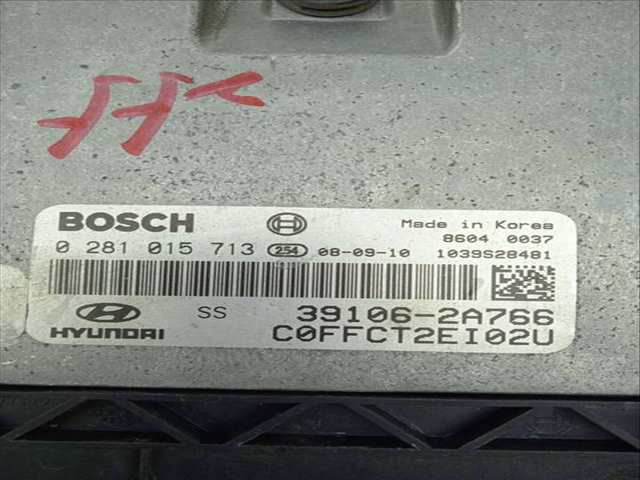 BOSCH
Made in Korea
8604 0037
0 281 015 713 254 08-09-10 1039S28481
HYUNDAI
SS 39106-2A766
C0FFCT2EI02U